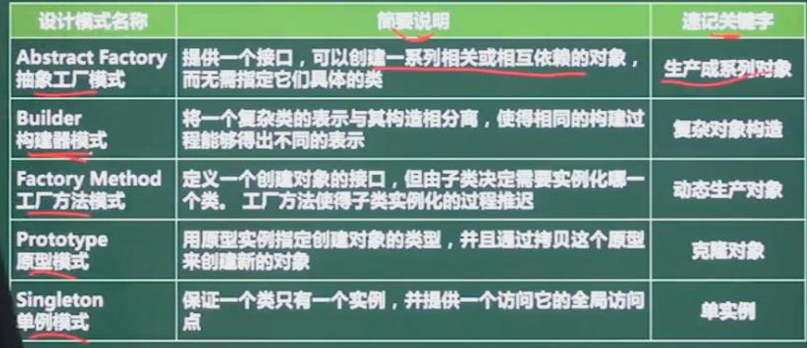 设计模式名称
简要说明
速记关键字
Abstract Factory
抽象工厂模式
提供一个接口，可以创建一系列相关或相互依赖的对象，
而无需指定它们具体的类
生产成系列对象
Builder
构建器模式
将一个复杂类的表示与其构造相分离，使得相同的构建过
程能够得出不同的表示
复杂对象构造
Factory Method
工厂方法模式
定义一个创建对象的接口，但由子类决定需要实例化哪一
个类。工厂方法使得子类实例化的过程推迟
动态生产对象
Prototype
原型模式
用原型实例指定创建对象的类型，并且通过拷贝这个原型
来创建新的对象
克隆对象
Singleton
单例模式
保证一个类只有一个实例，并提供一个访问它的全局访问
点
单实例